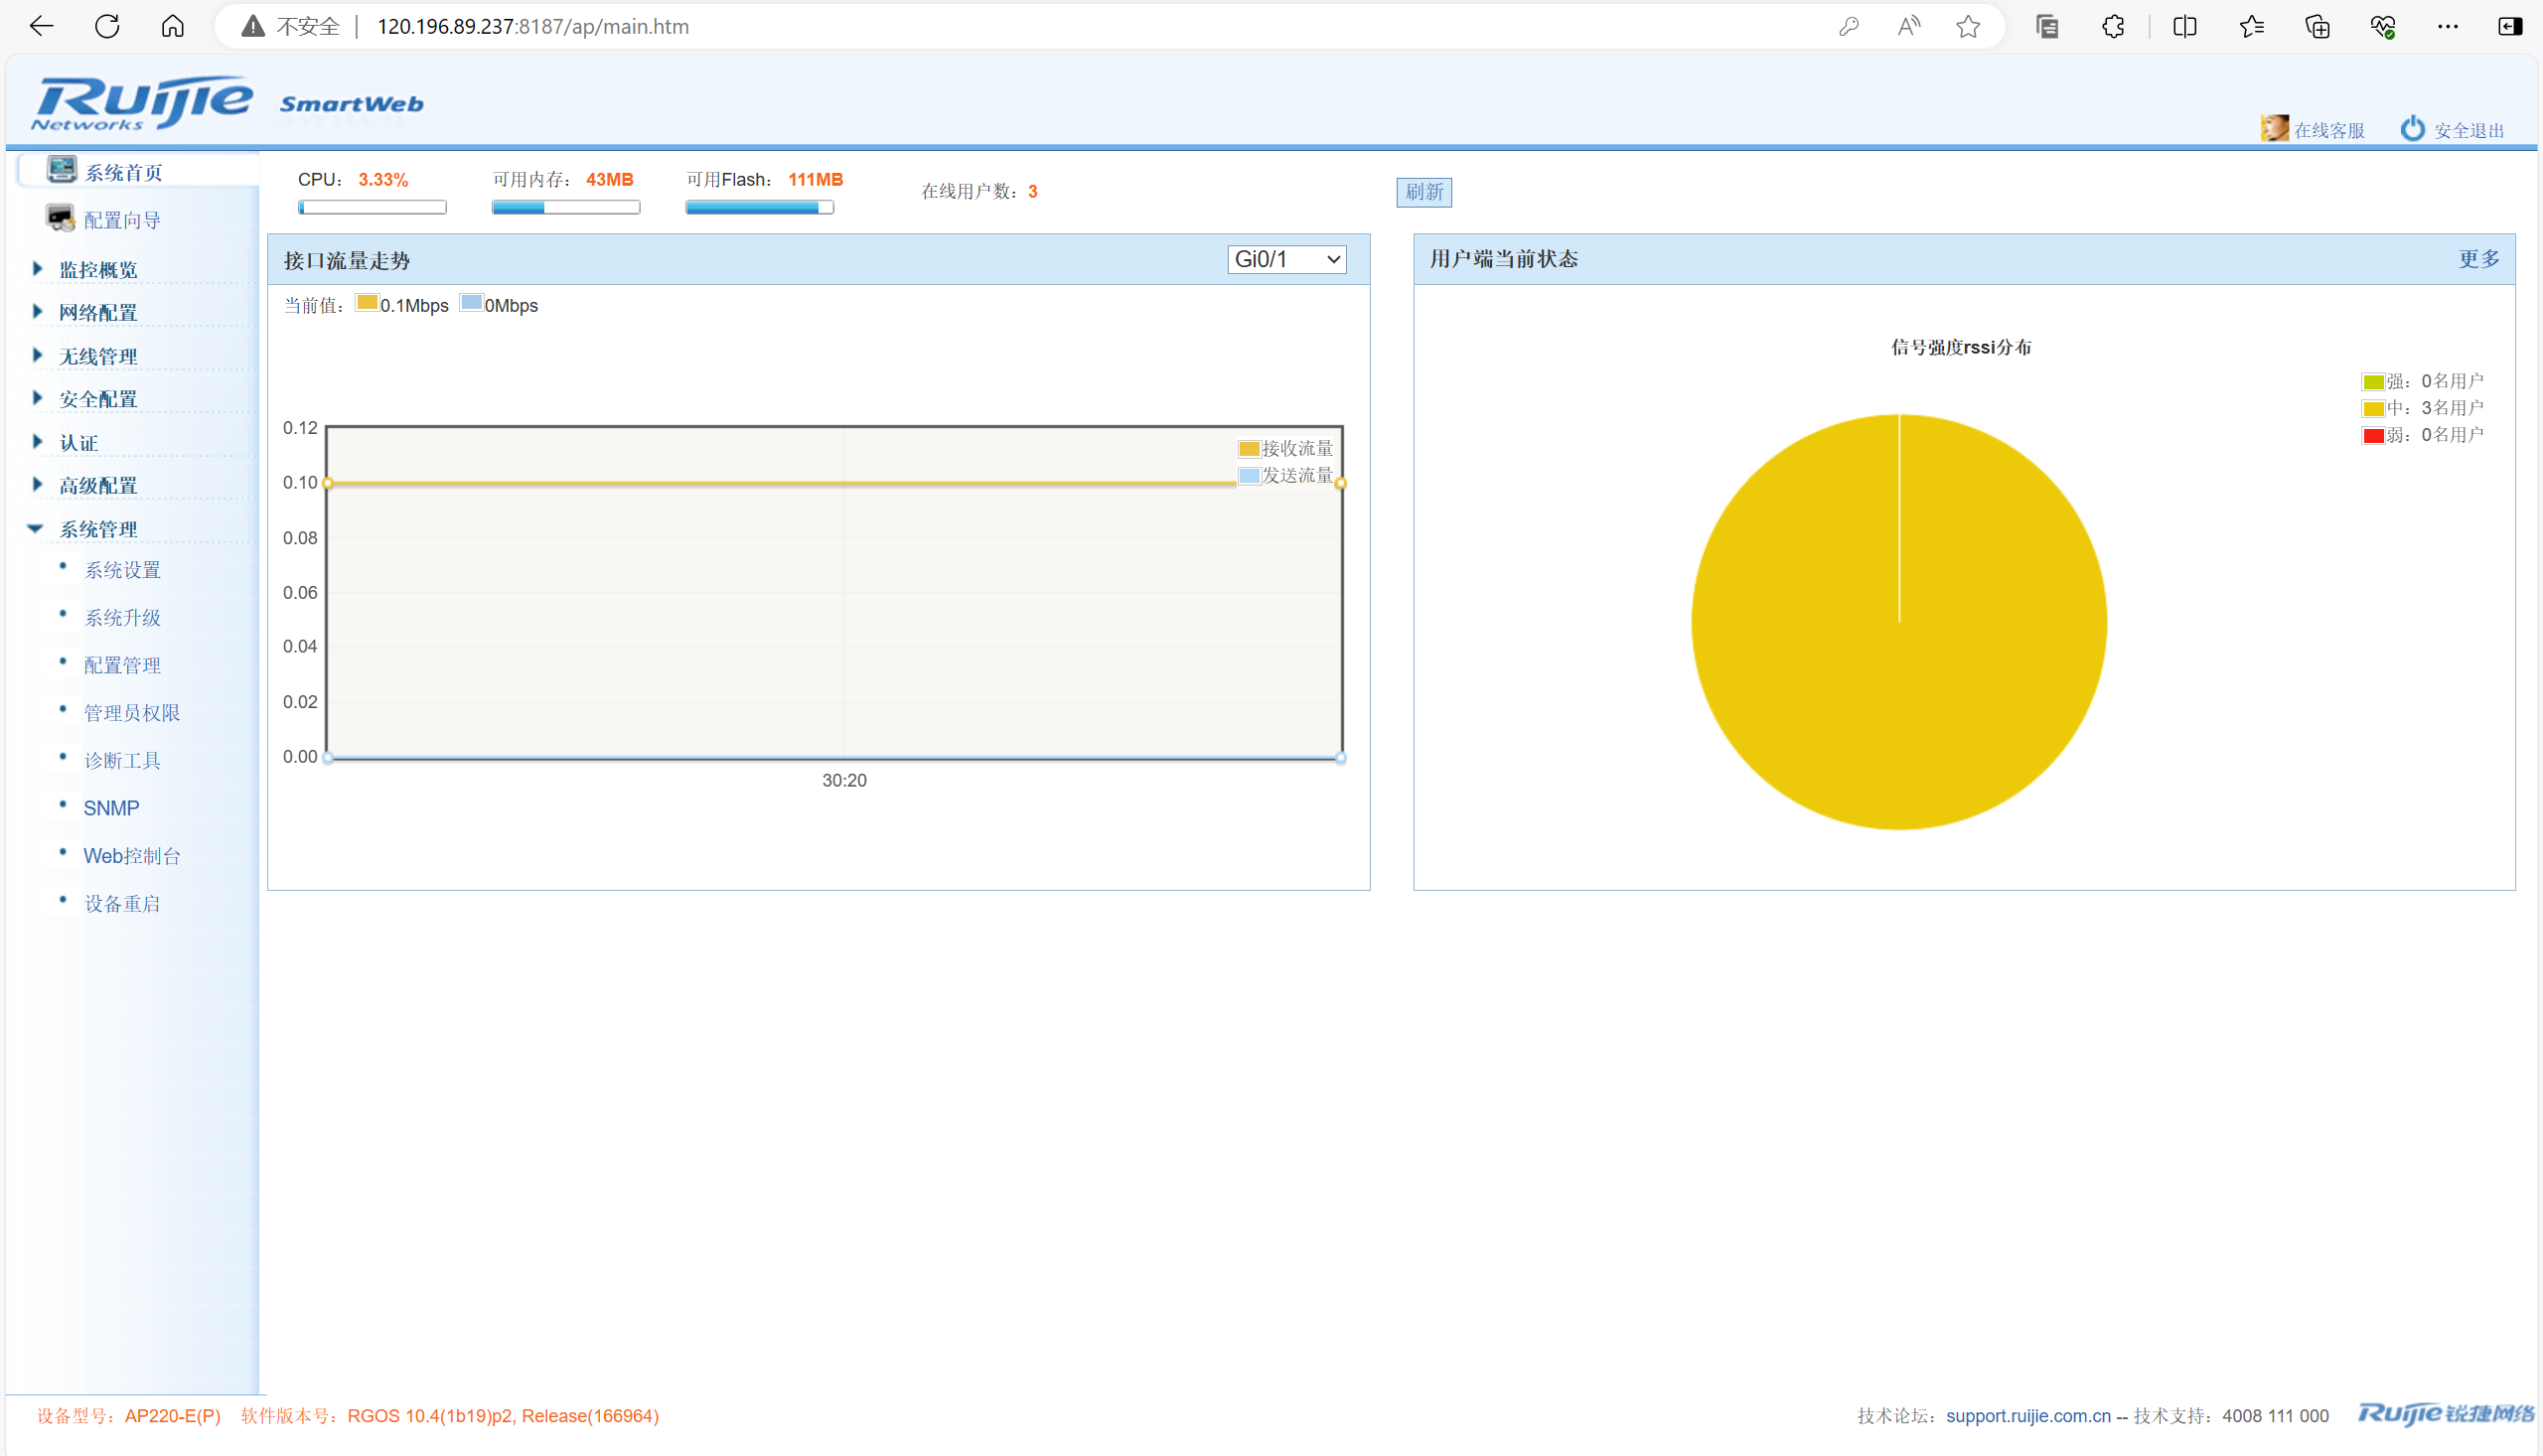 不安全 120.196.89.237:8187/ap/main.htm
Ruijie Networks SmartWeb
在线客服 安全退出
系统首页
配置向导
监控概览
网络配置
无线管理
安全配置
认证
高级配置
系统管理
系统设置
系统升级
配置管理
管理员权限
诊断工具
SNMP
Web控制台
设备重启
CPU: 3.33% 可用内存: 43MB 可用Flash: 111MB 在线用户数: 3 刷新
接口流量走势 Gi0/1
当前值: 0.1Mbps 0Mbps
0.12
0.10
0.08
0.06
0.04
0.02
0.00
接收流量
发送流量
30:20
用户端当前状态 更多
信号强度rssi分布
强: 0名用户
中: 3名用户
弱: 0名用户
设备型号: AP220-E(P) 软件版本号: RGOS 10.4(1b19)p2, Release(166964)
技术论坛: support.ruijie.com.cn -- 技术支持: 4008 111 000 Ruijie锐捷网络